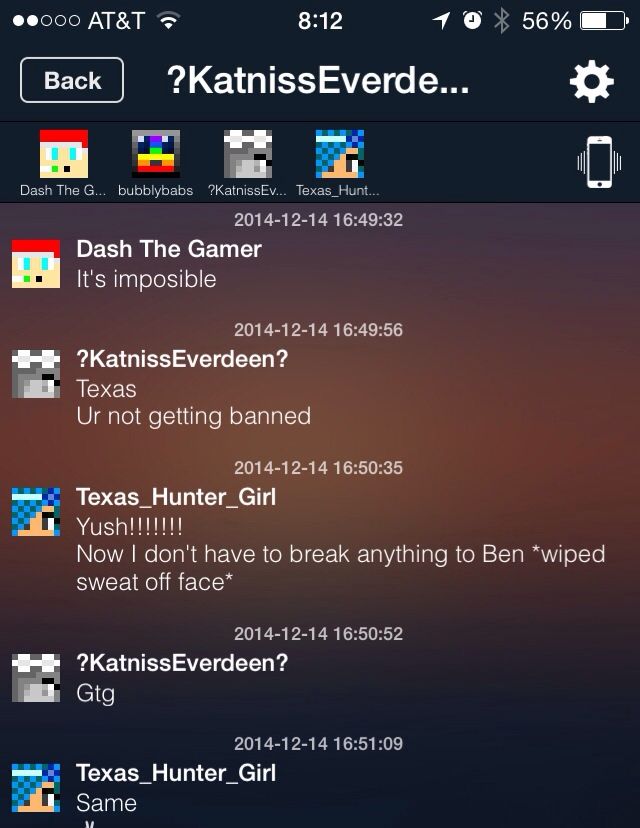 AT&T 8:12 56%
Back ?KatnissEverde...
Dash The G... bubblybabs ?KatnissEv... Texas_Hunt...
2014-12-14 16:49:32
Dash The Gamer
It's imposible
2014-12-14 16:49:56
?KatnissEverdeen?
Texas
Ur not getting banned
2014-12-14 16:50:35
Texas_Hunter_Girl
Yush!!!!!!!
Now I don't have to break anything to Ben *wiped
sweat off face*
2014-12-14 16:50:52
?KatnissEverdeen?
Gtg
2014-12-14 16:51:09
Texas_Hunter_Girl
Same